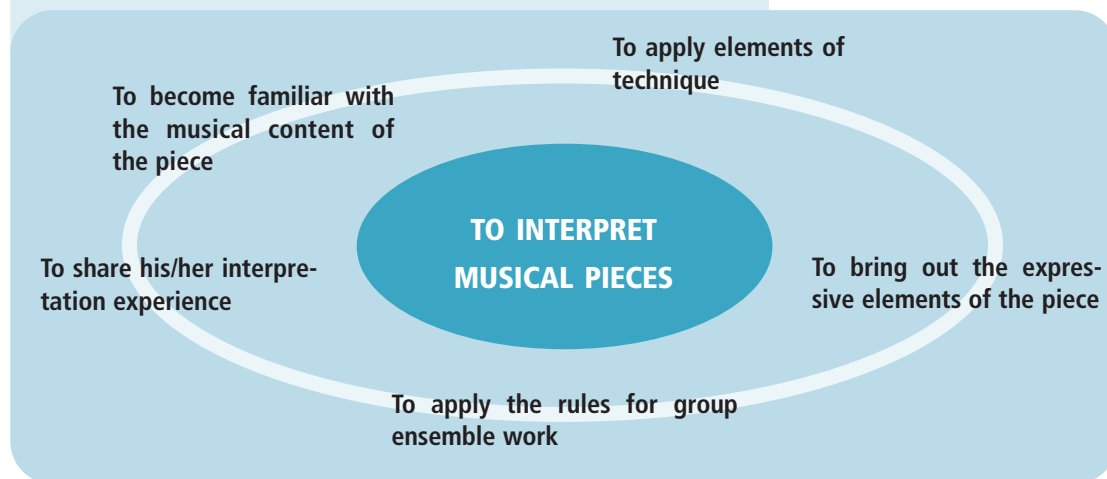 To apply elements of
technique
To become familiar with
the musical content of
the piece
TO INTERPRET
MUSICAL PIECES
To share his/her interpre-
tation experience
To bring out the expres-
sive elements of the piece
To apply the rules for group
ensemble work